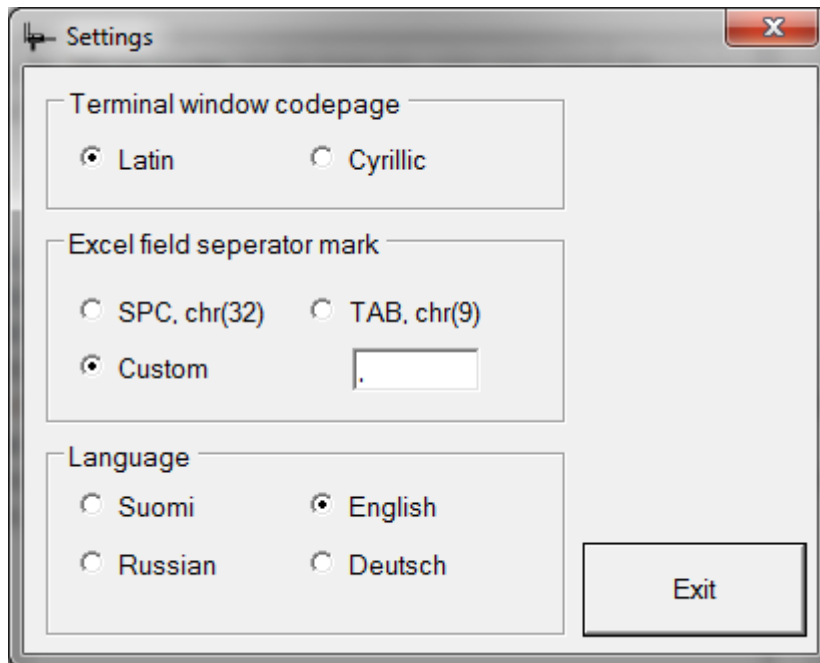 Settings
Terminal window codepage
Latin Cyrillic
Excel field seperator mark
SPC, chr(32) TAB, chr(9)
Custom .
Language
Suomi English
Russian Deutsch
Exit